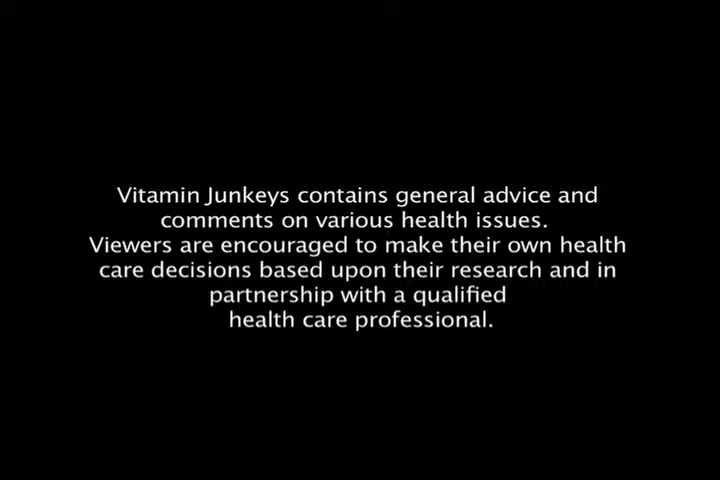 Vitamin Junkeys contains general advice and
comments on various health issues.
Viewers are encouraged to make their own health
care decisions based upon their research and in
partnership with a qualified
health care professional.